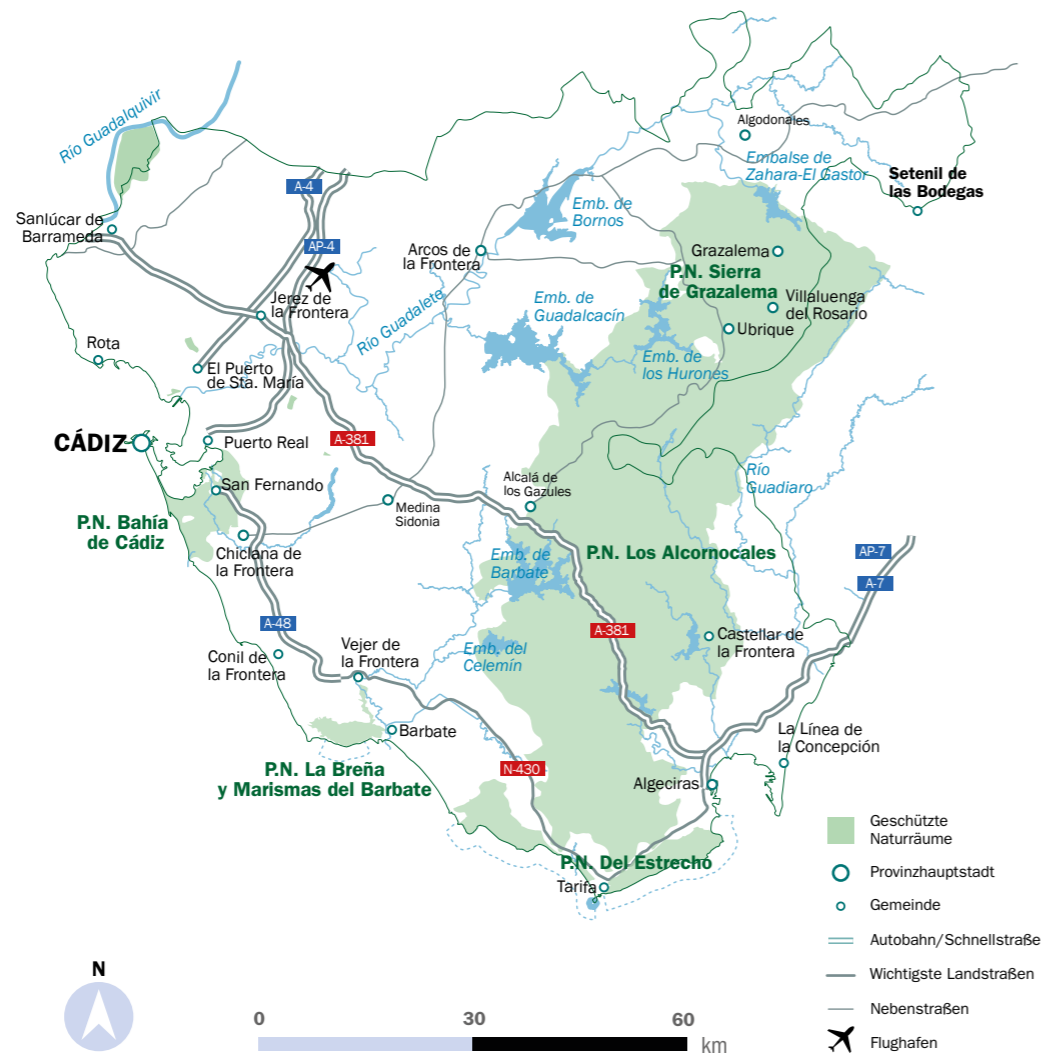 Río Guadalquivir
Algodonales
Embalse de
Zahara-El Gastor
Setenil de
las Bodegas
A-4
Sanlúcar de
Barrameda
Emb. de
Bornos
AP-4
Arcos de
la Frontera
Grazalema
P.N. Sierra
de Grazalema
Jerez de
la Frontera
Río Guadalete
Emb. de
Guadalcacín
Villaluenga
del Rosario
Ubrique
Rota
Emb. de
los Hurones
El Puerto
de Sta. María
CÁDIZ
Puerto Real
A-381
San Fernando
Alcalá de
los Gazules
Río
Guadiaro
Medina
Sidonia
P.N. Bahía
de Cádiz
Chiclana de
la Frontera
Emb. de
Barbate
P.N. Los Alcornocales
AP-7
A-7
A-48
A-381
Vejer de
la Frontera
Castellar de
la Frontera
Conil de
la Frontera
Emb. del
Celemín
Barbate
La Línea de
la Concepción
P.N. La Breña
y Marismas del Barbate
N-430
Algeciras
P.N. Del Estrecho
Tarifa
Geschützte
Naturräume
Provinzhauptstadt
Gemeinde
Autobahn/Schnellstraße
Wichtigste Landstraßen
Nebenstraßen
Flughafen
N
0 30 60
km